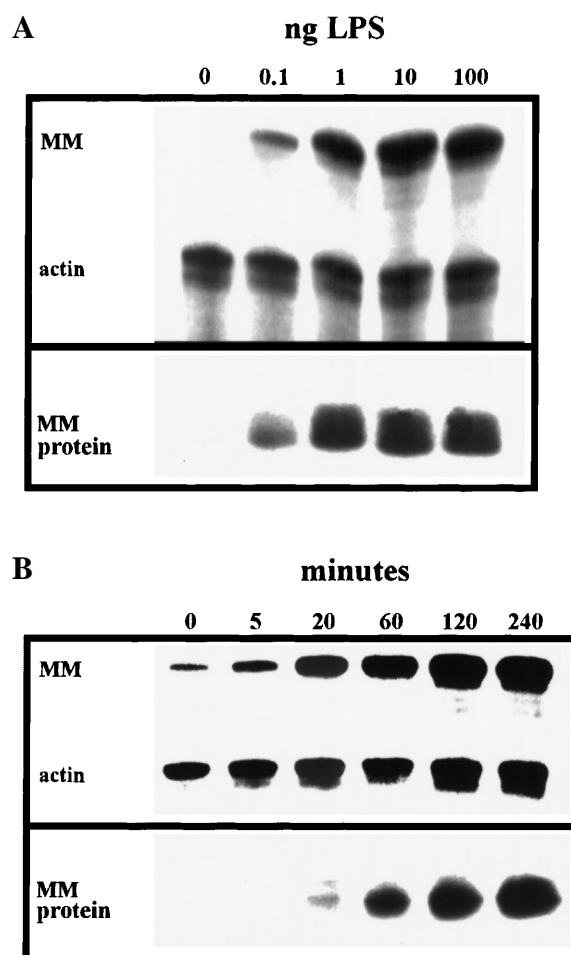 A
ng LPS
0 0.1 1 10 100
MM
actin
MM
protein
B
minutes
0 5 20 60 120 240
MM
actin
MM
protein